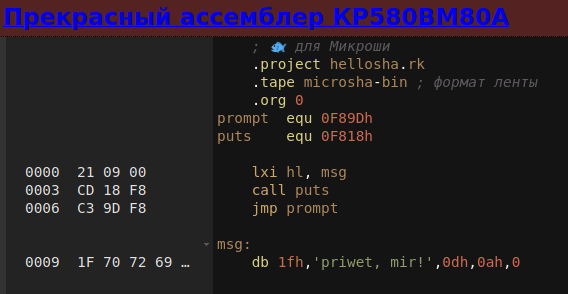 Прекрасный ассемблер КР580ВМ80А
; 🐟 для Микроши
.project hellosha.rk
.tape microsha-bin ; формат ленты
.org 0
prompt equ 0F89Dh
puts equ 0F818h
0000 21 09 00 lxi hl, msg
0003 CD 18 F8 call puts
0006 C3 9D F8 jmp prompt
msg:
0009 1F 70 72 69 … db 1fh,'priwet, mir!',0dh,0ah,0